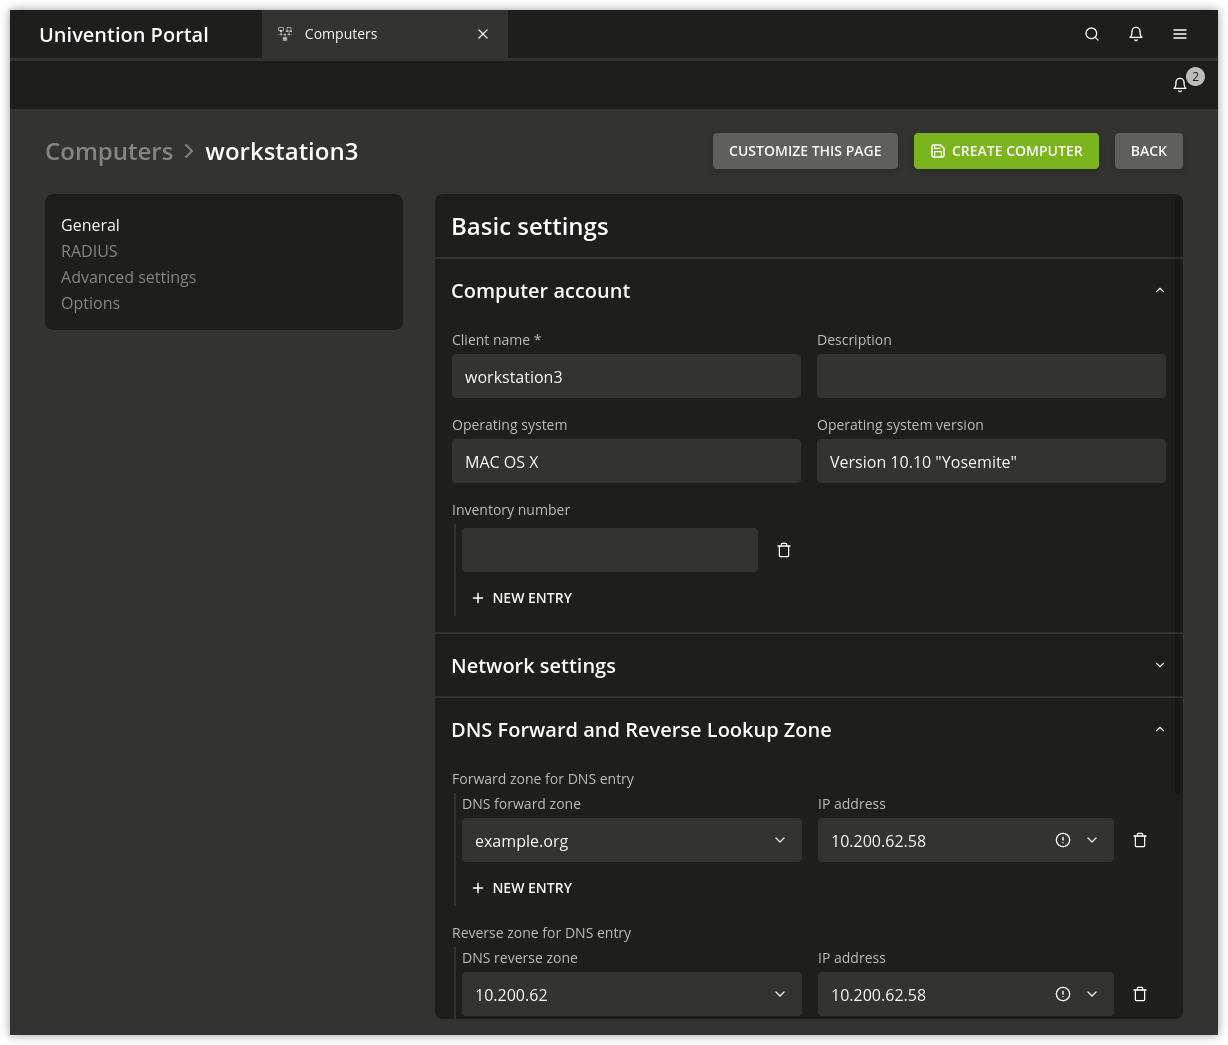 Univention Portal
Computers
2
Computers > workstation3
CUSTOMIZE THIS PAGE
CREATE COMPUTER
BACK
General
RADIUS
Advanced settings
Options
Basic settings
Computer account
Client name *
Description
workstation3
Operating system
Operating system version
MAC OS X
Version 10.10 "Yosemite"
Inventory number
+ NEW ENTRY
Network settings
DNS Forward and Reverse Lookup Zone
Forward zone for DNS entry
DNS forward zone
IP address
example.org
10.200.62.58
+ NEW ENTRY
Reverse zone for DNS entry
DNS reverse zone
IP address
10.200.62
10.200.62.58